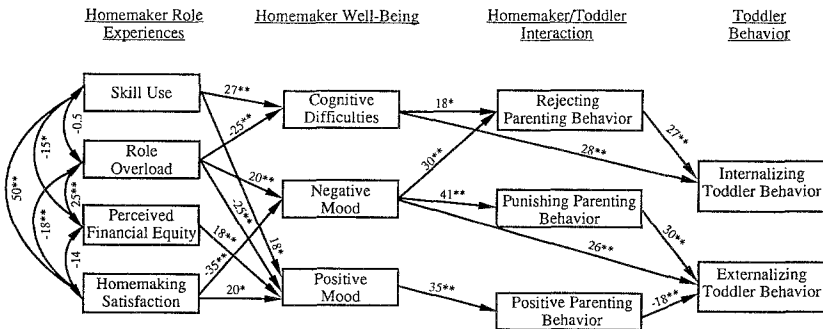 Homemaker Role
Experiences
Homemaker Well-Being
Homemaker/Toddler
Interaction
Toddler
Behavior
Skill Use
Role
Overload
Perceived
Financial Equity
Homemaking
Satisfaction
-0.5
-15*
50**
25**
-18**
-14
27**
-25**
20**
-25**
18*
18**
-35**
20*
Cognitive
Difficulties
Negative
Mood
Positive
Mood
18*
28**
30**
41**
26**
35**
Rejecting
Parenting Behavior
Punishing Parenting
Behavior
Positive Parenting
Behavior
27**
30**
-18**
Internalizing
Toddler Behavior
Externalizing
Toddler Behavior